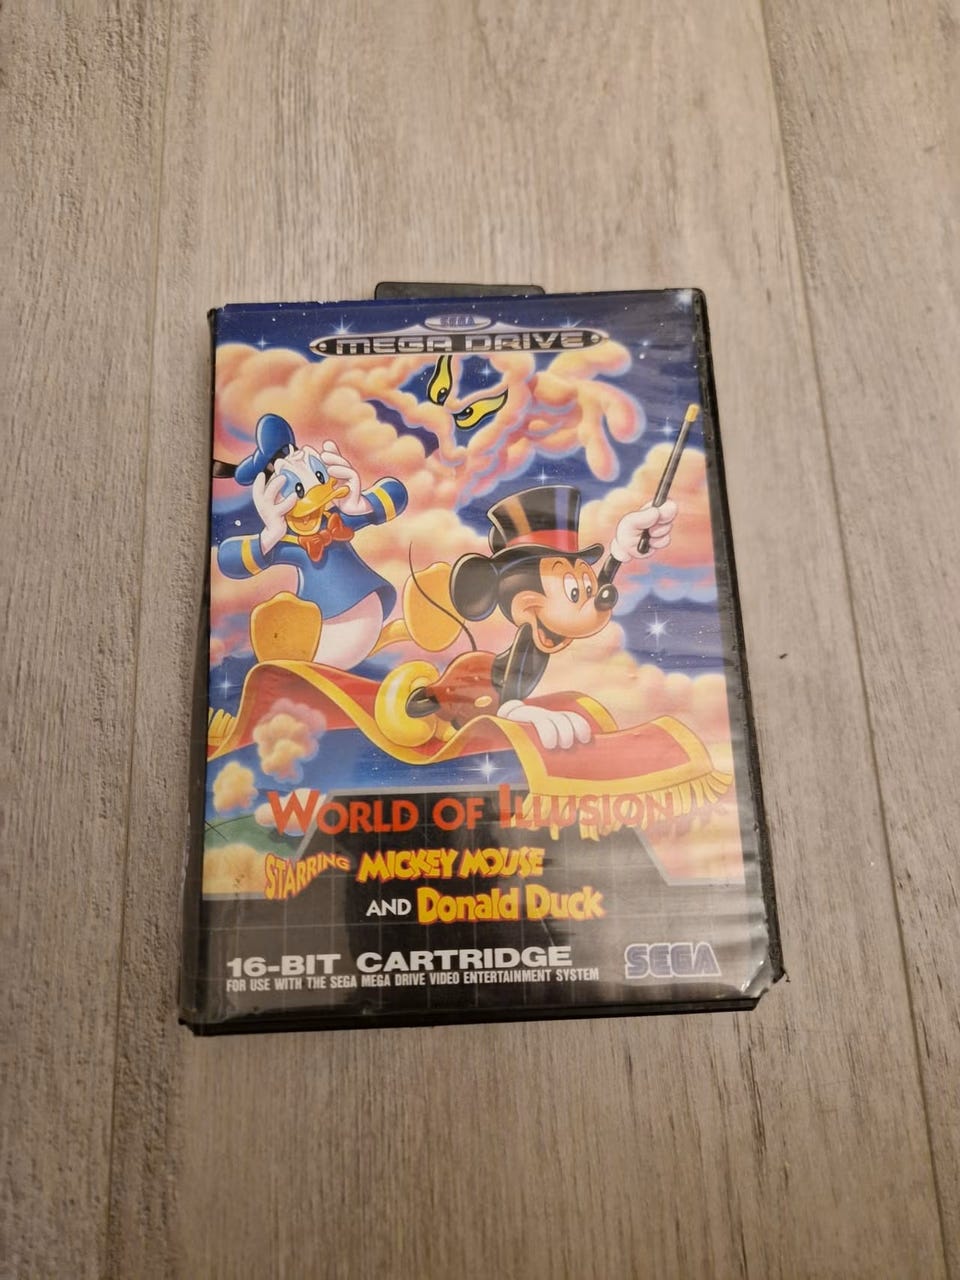 SEGA
MEGA DRIVE
WORLD OF ILLUSION
STARRING MICKEY MOUSE
AND Donald Duck
16-BIT CARTRIDGE
FOR USE WITH THE SEGA MEGA DRIVE VIDEO ENTERTAINMENT SYSTEM
SEGA